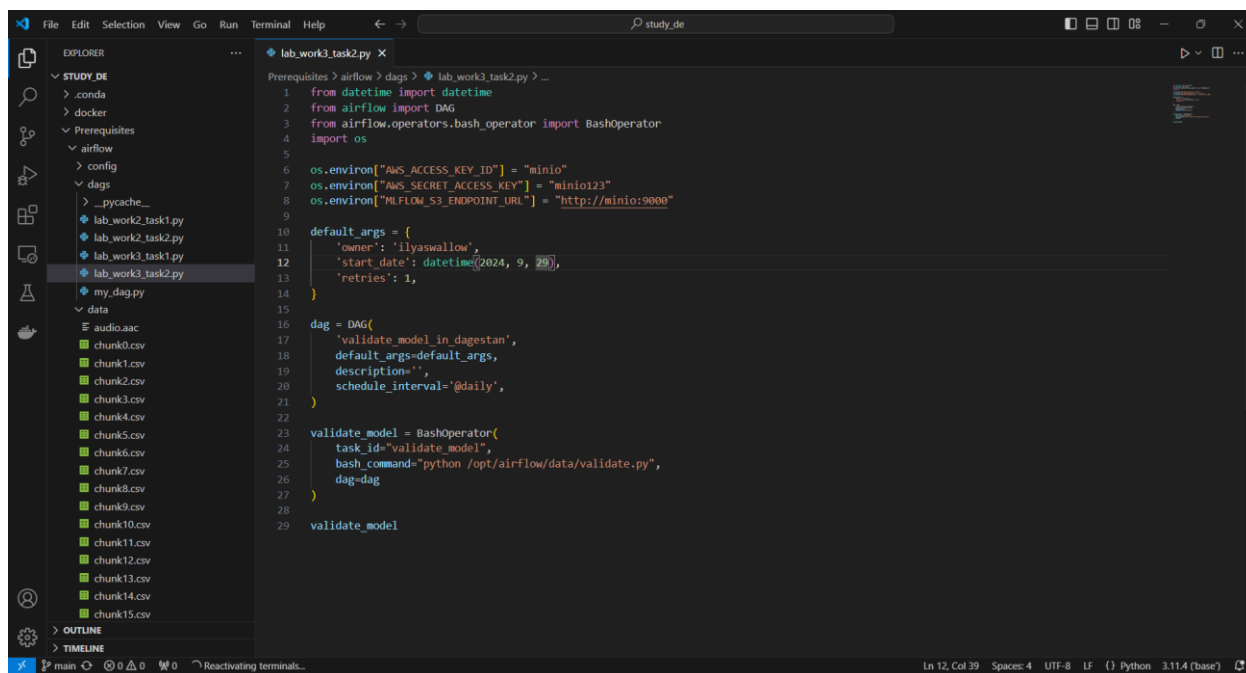 File Edit Selection View Go Run Terminal Help
study_de
EXPLORER
STUDY_DE
.conda
docker
Prerequisites
airflow
config
dags
__pycache__
lab_work2_task1.py
lab_work2_task2.py
lab_work3_task1.py
lab_work3_task2.py
my_dag.py
data
audio.aac
chunk0.csv
chunk1.csv
chunk2.csv
chunk3.csv
chunk4.csv
chunk5.csv
chunk6.csv
chunk7.csv
chunk8.csv
chunk9.csv
chunk10.csv
chunk11.csv
chunk12.csv
chunk13.csv
chunk14.csv
chunk15.csv
OUTLINE
TIMELINE
lab_work3_task2.py
Prerequisites > airflow > dags > lab_work3_task2.py > ...
1 from datetime import datetime
2 from airflow import DAG
3 from airflow.operators.bash_operator import BashOperator
4 import os
5
6 os.environ["AWS_ACCESS_KEY_ID"] = "minio"
7 os.environ["AWS_SECRET_ACCESS_KEY"] = "minio123"
8 os.environ["MLFLOW_S3_ENDPOINT_URL"] = "http://minio:9000"
9
10 default_args = {
11 'owner': 'ilyaswallow',
12 'start_date': datetime(2024, 9, 29),
13 'retries': 1,
14 }
15
16 dag = DAG(
17 'validate_model_in_dagestan',
18 default_args=default_args,
19 description='',
20 schedule_interval='@daily',
21 )
22
23 validate_model = BashOperator(
24 task_id="validate_model",
25 bash_command="python /opt/airflow/data/validate.py",
26 dag=dag
27 )
28
29 validate_model
main 0 0 0 Reactivating terminals... Ln 12, Col 39 Spaces: 4 UTF-8 LF {} Python 3.11.4 ('base')